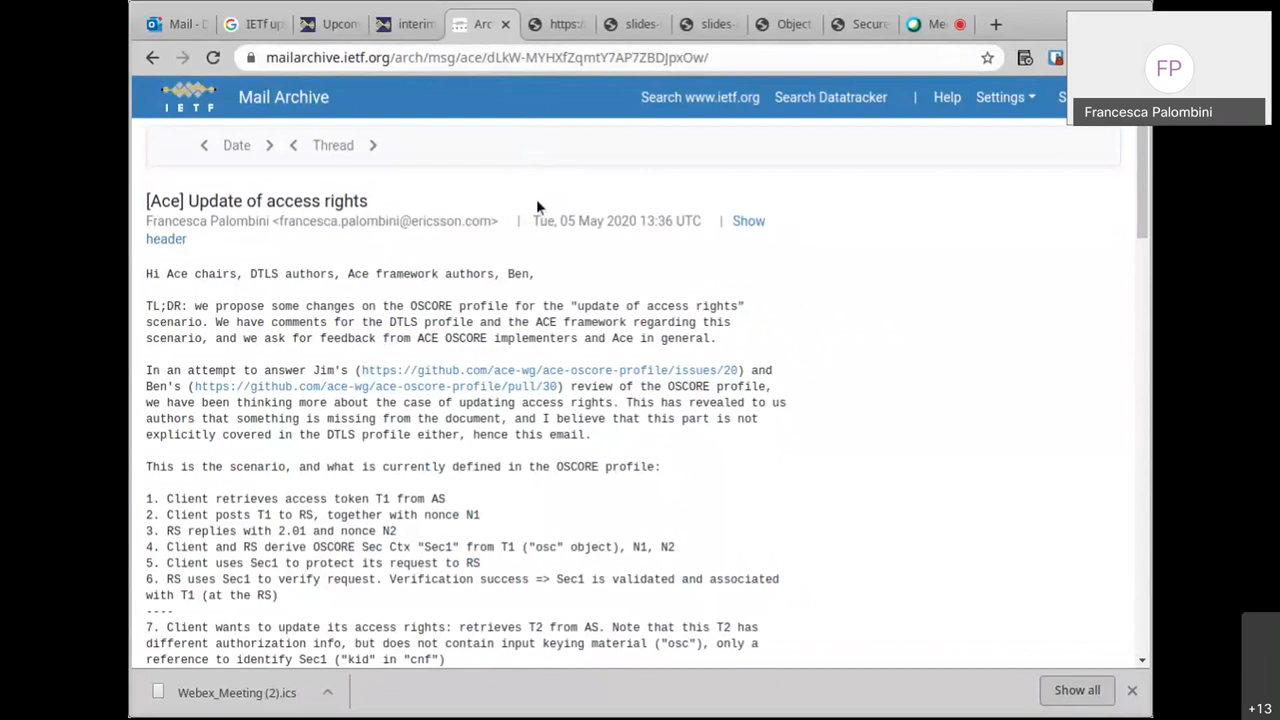 Mail - D
IETf up
Upcom
interim
Arc
https:
slides-
slides-
Object
Secure
Me
mailarchive.ietf.org/arch/msg/ace/dLkW-MYHXfZqmtY7AP7ZBDJpxOw/
FP
Francesca Palombini
IETF
Mail Archive
Search www.ietf.org
Search Datatracker
|
Help
Settings
S
Date
Thread
[Ace] Update of access rights
Francesca Palombini <francesca.palombini@ericsson.com> | Tue, 05 May 2020 13:36 UTC | Show
header
Hi Ace chairs, DTLS authors, Ace framework authors, Ben,
TL;DR: we propose some changes on the OSCORE profile for the "update of access rights"
scenario. We have comments for the DTLS profile and the ACE framework regarding this
scenario, and we ask for feedback from ACE OSCORE implementers and Ace in general.
In an attempt to answer Jim's (https://github.com/ace-wg/ace-oscore-profile/issues/20) and
Ben's (https://github.com/ace-wg/ace-oscore-profile/pull/30) review of the OSCORE profile,
we have been thinking more about the case of updating access rights. This has revealed to us
authors that something is missing from the document, and I believe that this part is not
explicitly covered in the DTLS profile either, hence this email.
This is the scenario, and what is currently defined in the OSCORE profile:
1. Client retrieves access token T1 from AS
2. Client posts T1 to RS, together with nonce N1
3. RS replies with 2.01 and nonce N2
4. Client and RS derive OSCORE Sec Ctx "Sec1" from T1 ("osc" object), N1, N2
5. Client uses Sec1 to protect its request to RS
6. RS uses Sec1 to verify request. Verification success => Sec1 is validated and associated
with T1 (at the RS)
----
7. Client wants to update its access rights: retrieves T2 from AS. Note that this T2 has
different authorization info, but does not contain input keying material ("osc"), only a
reference to identify Sec1 ("kid" in "cnf")
Webex_Meeting (2).ics
Show all
+13